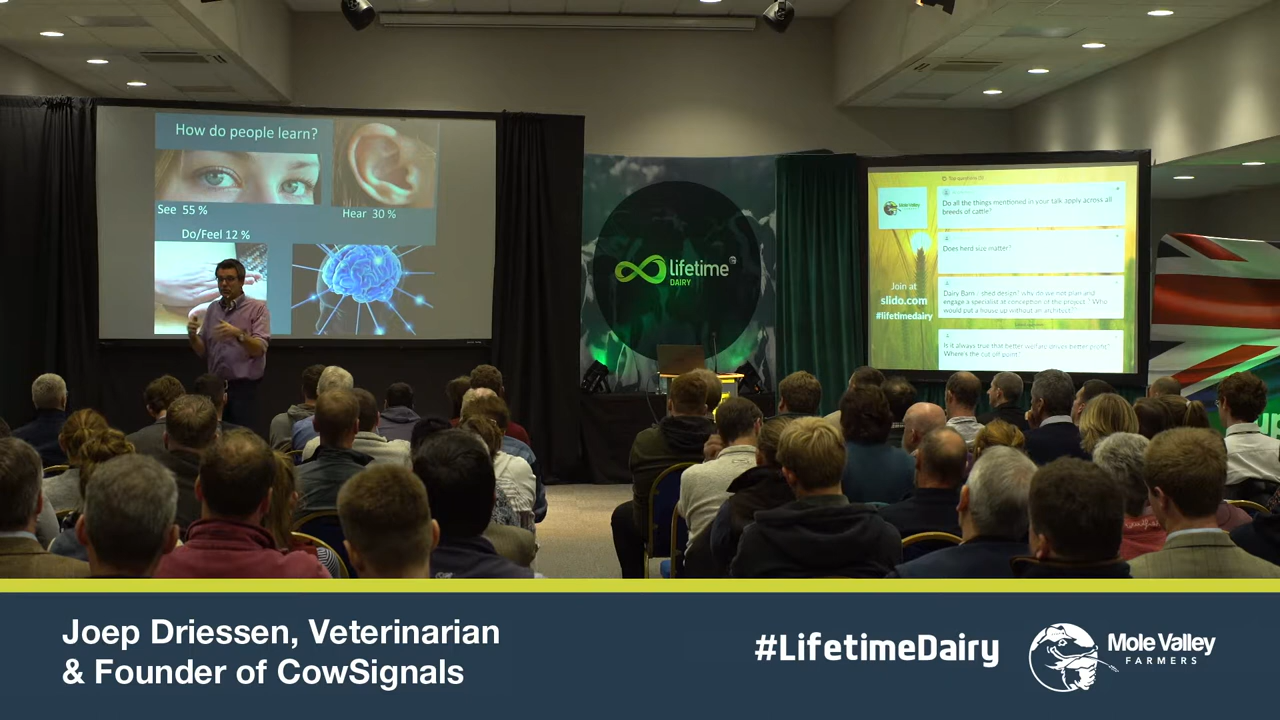 How do people learn?
See 55 %
Hear 30 %
Do/Feel 12 %
lifetime
DAIRY
Top questions
MOLE VALLEY
Join at
slido.com
#lifetimedairy
Do all the things mentioned in your talk apply across all
breeds of cattle?
Does herd size matter?
Dairy Barn / shed design" why do we not plan and
engage a specialist at conception of the project." Who
would put a house up without an architect."
Is it always true that better welfare drives better profit?
Where's the cut off point"
Joep Driessen, Veterinarian
& Founder of CowSignals
#LifetimeDairy
Mole Valley
FARMERS